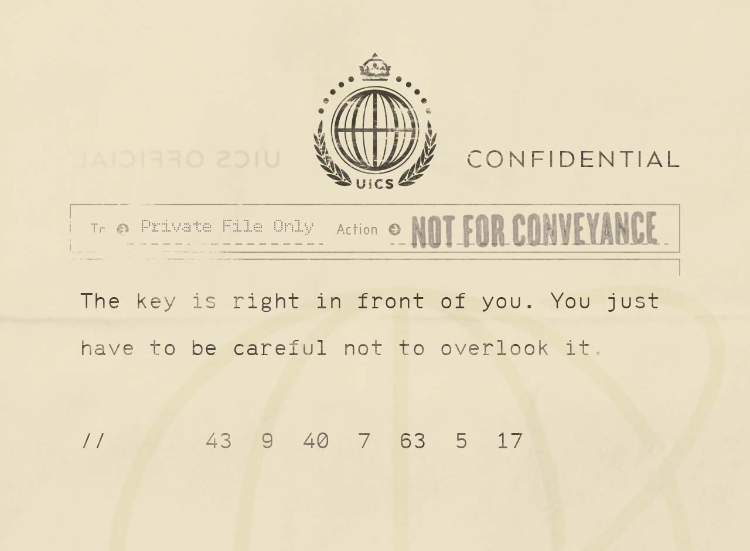 UICS OFFICIAL
UICS
CONFIDENTIAL
Private File Only Action NOT FOR CONVEYANCE
The key is right in front of you. You just
have to be careful not to overlook it.
// 43 9 40 7 63 5 17